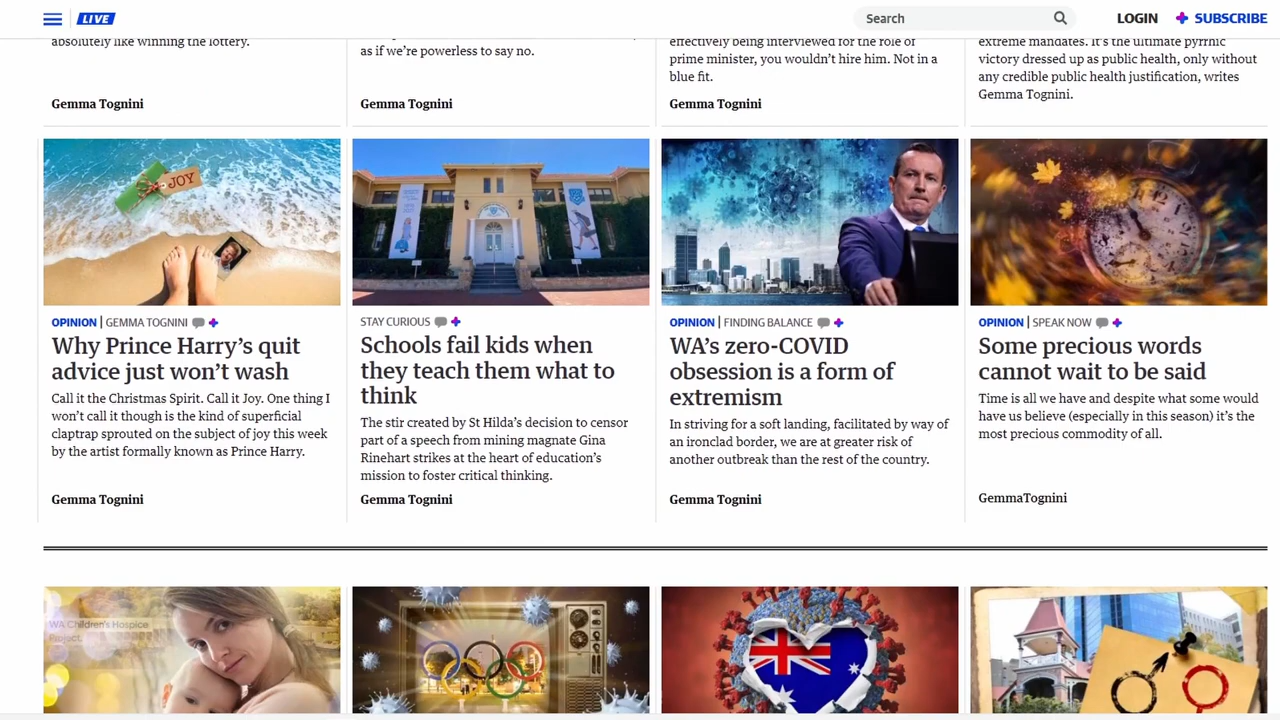 LIVE
Search
LOGIN
SUBSCRIBE
absolutely like winning the lottery.
Gemma Tognini
as if we're powerless to say no.
Gemma Tognini
effectively being interviewed for the role of
prime minister, you wouldn't hire him. Not in a
blue fit.
Gemma Tognini
extreme mandates. It's the ultimate pyrrhic
victory dressed up as public health, only without
any credible public health justification, writes
Gemma Tognini.
JOY
OPINION | GEMMA TOGNINI
Why Prince Harry's quit
advice just won't wash
Call it the Christmas Spirit. Call it Joy. One thing I
won't call it though is the kind of superficial
claptrap sprouted on the subject of joy this week
by the artist formally known as Prince Harry.
Gemma Tognini
STAY CURIOUS
Schools fail kids when
they teach them what to
think
The stir created by St Hilda's decision to censor
part of a speech from mining magnate Gina
Rinehart strikes at the heart of education's
mission to foster critical thinking.
Gemma Tognini
OPINION | FINDING BALANCE
WA's zero-COVID
obsession is a form of
extremism
In striving for a soft landing, facilitated by way of
an ironclad border, we are at greater risk of
another outbreak than the rest of the country.
Gemma Tognini
OPINION | SPEAK NOW
Some precious words
cannot wait to be said
Time is all we have and despite what some would
have us believe (especially in this season) it's the
most precious commodity of all.
GemmaTognini
WA Children's Hospice
Project.